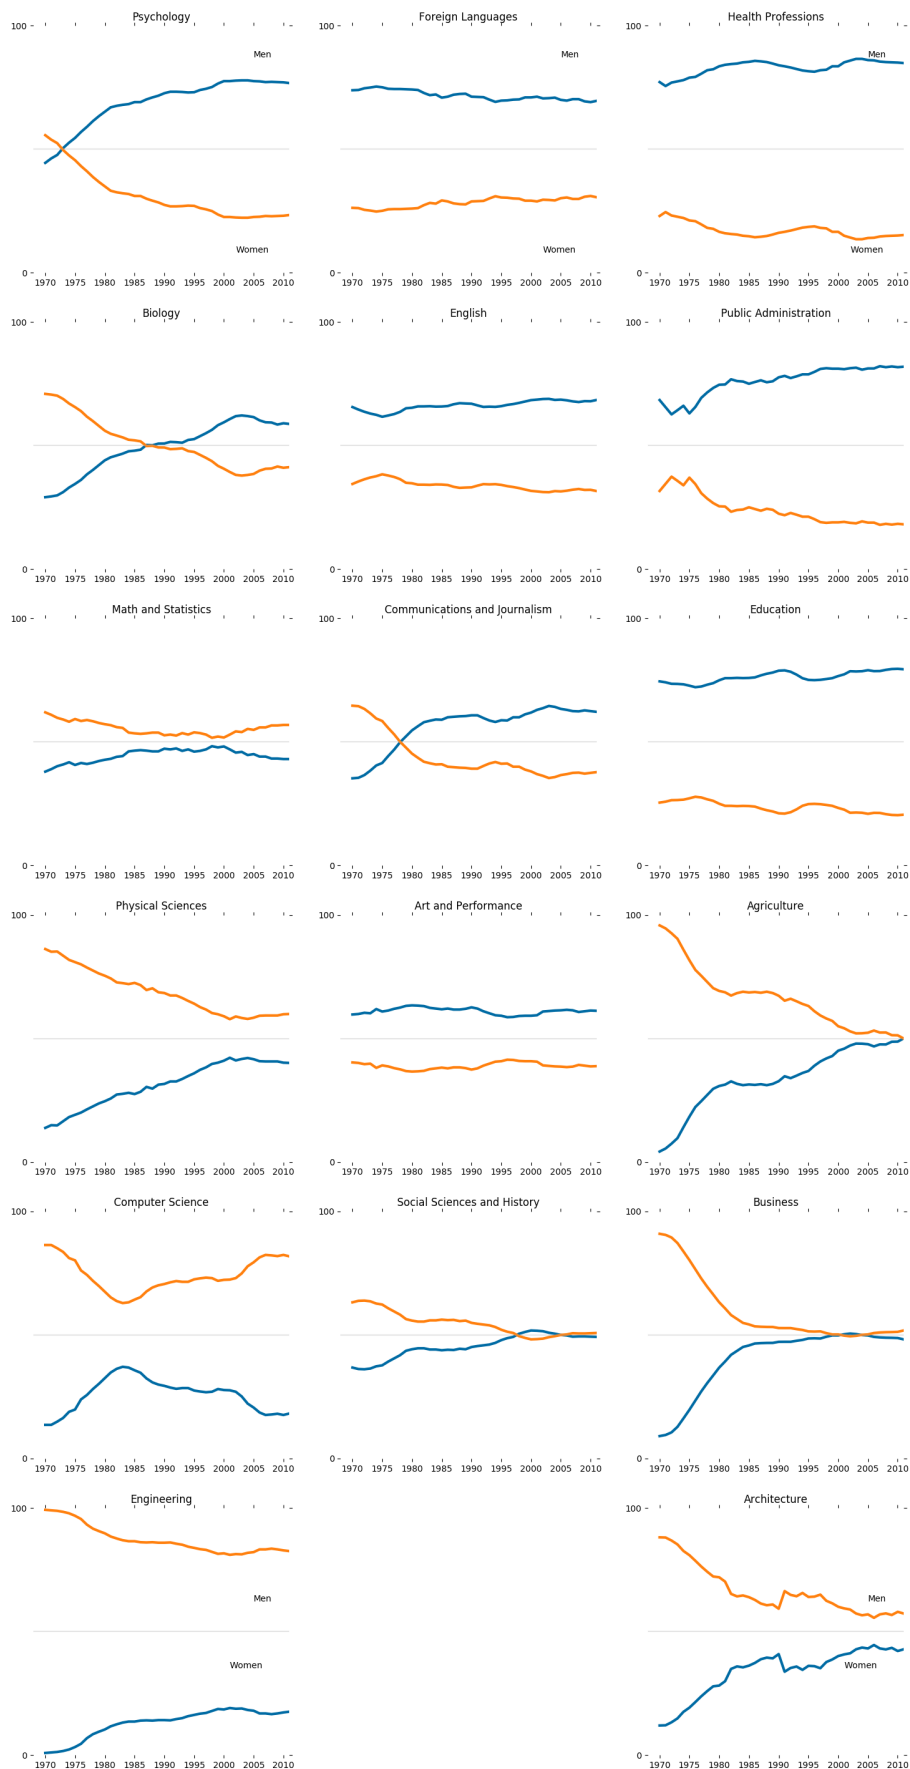 Psychology Foreign Languages Health Professions
100 100 100
Men Men Men
Women Women Women
0 0 0
1970 1975 1980 1985 1990 1995 2000 2005 2010 1970 1975 1980 1985 1990 1995 2000 2005 2010 1970 1975 1980 1985 1990 1995 2000 2005 2010
Biology English Public Administration
100 100 100
0 0 0
1970 1975 1980 1985 1990 1995 2000 2005 2010 1970 1975 1980 1985 1990 1995 2000 2005 2010 1970 1975 1980 1985 1990 1995 2000 2005 2010
Math and Statistics Communications and Journalism Education
100 100 100
0 0 0
1970 1975 1980 1985 1990 1995 2000 2005 2010 1970 1975 1980 1985 1990 1995 2000 2005 2010 1970 1975 1980 1985 1990 1995 2000 2005 2010
Physical Sciences Art and Performance Agriculture
100 100 100
0 0 0
1970 1975 1980 1985 1990 1995 2000 2005 2010 1970 1975 1980 1985 1990 1995 2000 2005 2010 1970 1975 1980 1985 1990 1995 2000 2005 2010
Computer Science Social Sciences and History Business
100 100 100
0 0 0
1970 1975 1980 1985 1990 1995 2000 2005 2010 1970 1975 1980 1985 1990 1995 2000 2005 2010 1970 1975 1980 1985 1990 1995 2000 2005 2010
Engineering Architecture
100 100
Men Men
Women Women
0 0
1970 1975 1980 1985 1990 1995 2000 2005 2010 1970 1975 1980 1985 1990 1995 2000 2005 2010